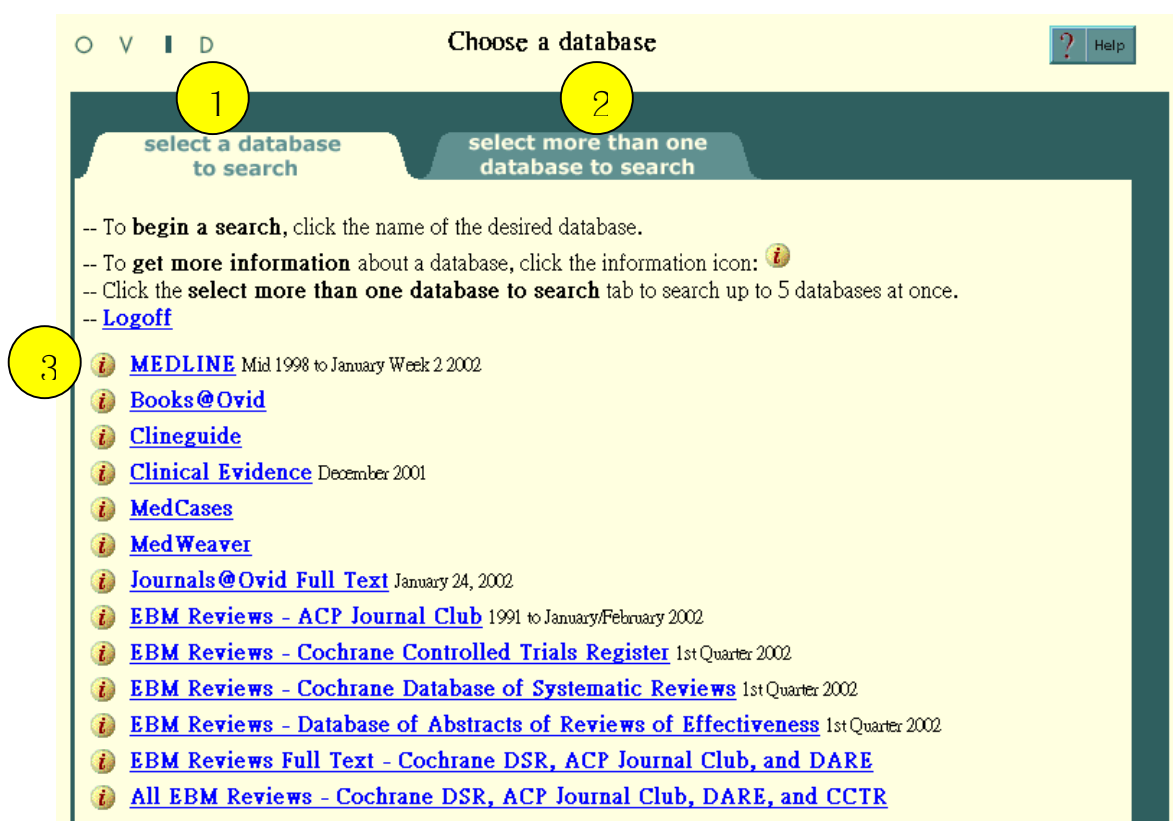 O V I D
Choose a database
? Help
1
2
select a database
to search
select more than one
database to search
-- To begin a search, click the name of the desired database.
-- To get more information about a database, click the information icon: i
-- Click the select more than one database to search tab to search up to 5 databases at once.
-- Logoff
3
i MEDLINE Mid 1998 to January Week 2 2002
i Books@Ovid
i Clineguide
i Clinical Evidence December 2001
i MedCases
i MedWeaver
i Journals@Ovid Full Text January 24, 2002
i EBM Reviews - ACP Journal Club 1991 to January/February 2002
i EBM Reviews - Cochrane Controlled Trials Register 1st Quarter 2002
i EBM Reviews - Cochrane Database of Systematic Reviews 1st Quarter 2002
i EBM Reviews - Database of Abstracts of Reviews of Effectiveness 1st Quarter 2002
i EBM Reviews Full Text - Cochrane DSR, ACP Journal Club, and DARE
i All EBM Reviews - Cochrane DSR, ACP Journal Club, DARE, and CCTR